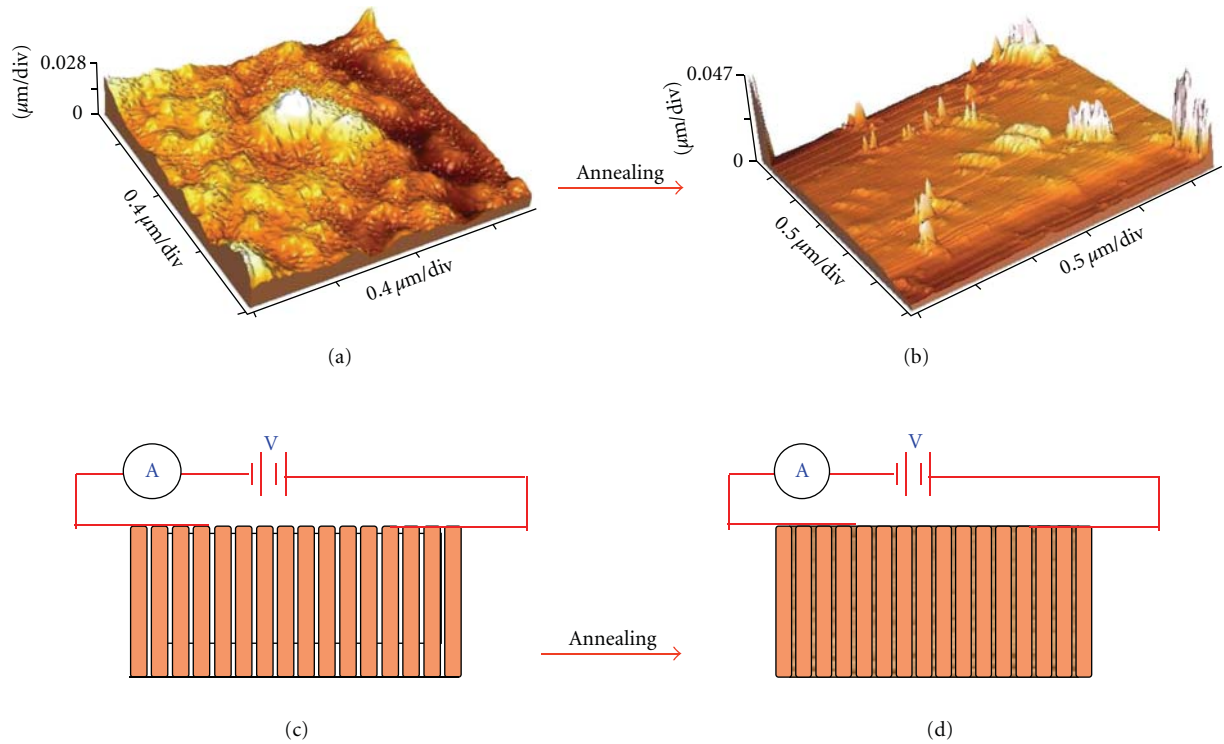 0.028
0
(µm/div)
0.4 µm/div
0.4 µm/div
(a)
Annealing
0.047
0
(µm/div)
0.5 µm/div
0.5 µm/div
(b)
A
V
(c)
Annealing
A
V
(d)